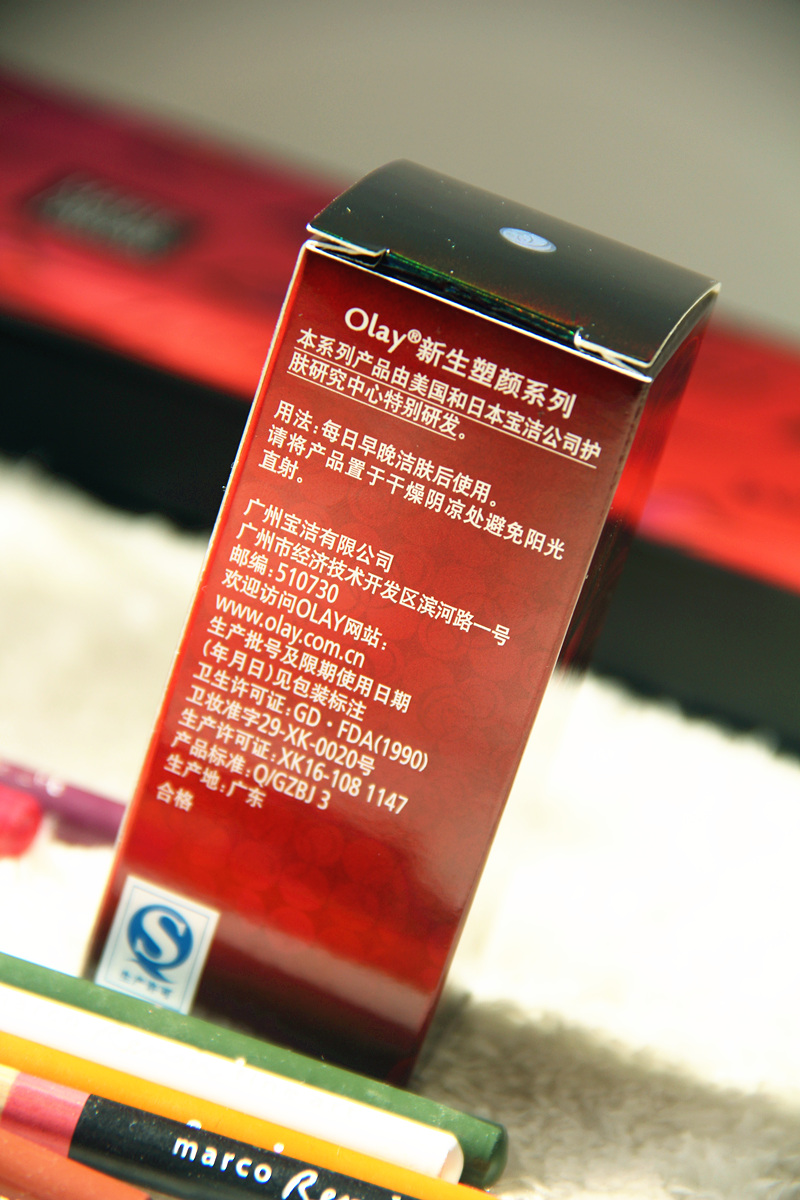 Olay®新生塑颜系列
本系列产品由美国和日本宝洁公司护
肤研究中心特别研发。
用法:每日早晚洁肤后使用。
请将产品置于干燥阴凉处避免阳光
直射。
广州宝洁有限公司
广州市经济技术开发区滨河路一号
邮编:510730
欢迎访问OLAY网站:
www.olay.com.cn
生产批号及限期使用日期
(年月日)见包装标注
卫生许可证:GD·FDA(1990)
卫妆准字29-XK-0020号
生产许可证:XK16-108 1147
产品标准:Q/GZBJ 3
生产地:广东
合格
生产许可
marco